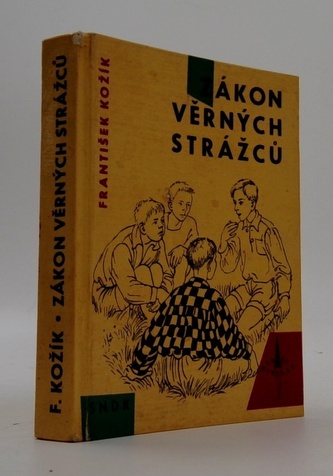 ZÁKON
VĚRNÝCH
STRÁŽCŮ
FRANTIŠEK KOŽÍK
F. KOŽÍK • ZÁKON VĚRNÝCH STRÁŽCŮ
SNDK